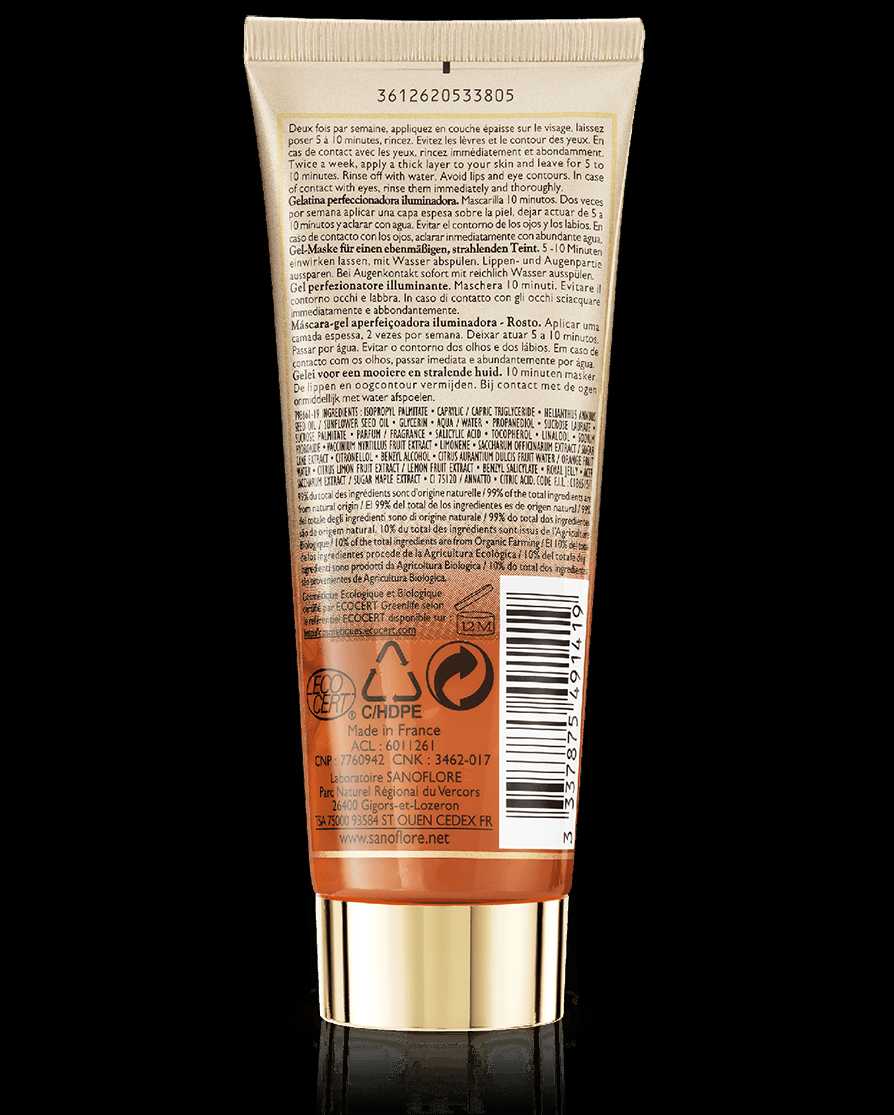 3612620533805
Deux fois par semaine, appliquez en couche épaisse sur le visage, laissez
poser 5 à 10 minutes, rincez. Evitez les lèvres et le contour des yeux. En
cas de contact avec les yeux, rincez immédiatement et abondamment.
Twice a week, apply a thick layer to your skin and leave for 5 to
10 minutes. Rinse off with water. Avoid lips and eye contours. In case
of contact with eyes, rinse them immediately and thoroughly.
Gelatina perfeccionadora iluminadora. Mascarilla 10 minutos. Dos veces
por semana aplicar una capa espesa sobre la piel, dejar actuar de 5 a
10 minutos y aclarar con agua. Evitar el contorno de los ojos y los labios. En
caso de contacto con los ojos, aclarar inmediatamente con abundante agua.
Gel-Maske für einen ebenmäßigen, strahlenden Teint. 5 -10 Minuten
einwirken lassen, mit Wasser abspülen. Lippen- und Augenpartie
aussparen. Bei Augenkontakt sofort mit reichlich Wasser ausspülen.
Gel perfezionatore illuminante. Maschera 10 minuti. Evitare il
contorno occhi e labbra. In caso di contatto con gli occhi sciacquare
immediatamente e abbondantemente.
Máscara-gel aperfeiçoadora iluminadora - Rosto. Aplicar uma
camada espessa, 2 vezes por semana. Deixar atuar 5 a 10 minutos.
Passar por água. Evitar o contorno dos olhos e dos lábios. Em caso de
contacto com os olhos, passar imediata e abundantemente por água.
Gelei voor een mooiere en stralende huid. 10 minuten masker
De lippen en oogcontour vermijden. Bij contact met de ogen
onmiddellijk met water afspoelen.
INGREDIENTS : ISOPROPYL PALMITATE • CAPRYLIC / CAPRIC TRIGLYCERIDE • HELIANTHUS ANNUUS
SEED OIL / SUNFLOWER SEED OIL • GLYCERIN • AQUA / WATER • PROPANEDIOL • SUCROSE LAURATE •
SUCROSE PALMITATE • PARFUM / FRAGRANCE • SALICYLIC ACID • TOCOPHEROL • LINALOOL • SODIUM
HYDROXIDE • VACCINIUM MYRTILLUS FRUIT EXTRACT • LIMONENE • SACCHARUM OFFICINARUM EXTRACT / SUGAR
CANE EXTRACT • CITRONELLOL • BENZYL ALCOHOL • CITRUS AURANTIUM DULCIS FRUIT WATER / ORANGE FRUIT
WATER • CITRUS LIMON FRUIT EXTRACT / LEMON FRUIT EXTRACT • BENZYL SALICYLATE • ROYAL JELLY • ACER
SACCHARUM EXTRACT / SUGAR MAPLE EXTRACT • CI 75120 / ANNATTO • CITRIC ACID. CODE F.I.L.
99% du total des ingrédients sont d'origine naturelle / 99% of the total ingredients are
from natural origin / El 99% del total de los ingredientes es de origen natural / 99%
del totale degli ingredienti sono di origine naturale / 99% do total dos ingredientes
são de origem natural. 10% du total des ingrédients sont issus de l'Agriculture
Biologique / 10% of the total ingredients are from Organic Farming / El 10% del total
de los ingredientes procede de la Agricultura Ecológica / 10% del totale degli
ingredienti sono prodotti da Agricoltura Biologica / 10% do total dos ingredientes
são provenientes de Agricultura Biologica.
Cosmétique Ecologique et Biologique
certifié par ECOCERT Greenlife selon
le référentiel ECOCERT disponible sur :
http://cosmetiques.ecocert.com
12M
ECO
CERT
®
C/HDPE
Made in France
ACL : 6011261
CNP : 7760942 CNK : 3462-017
Laboratoire SANOFLORE
Parc Naturel Régional du Vercors
26400 Gigors-et-Lozeron
TSA 75000 93584 ST OUEN CEDEX FR
www.sanoflore.net
3 337875 491419